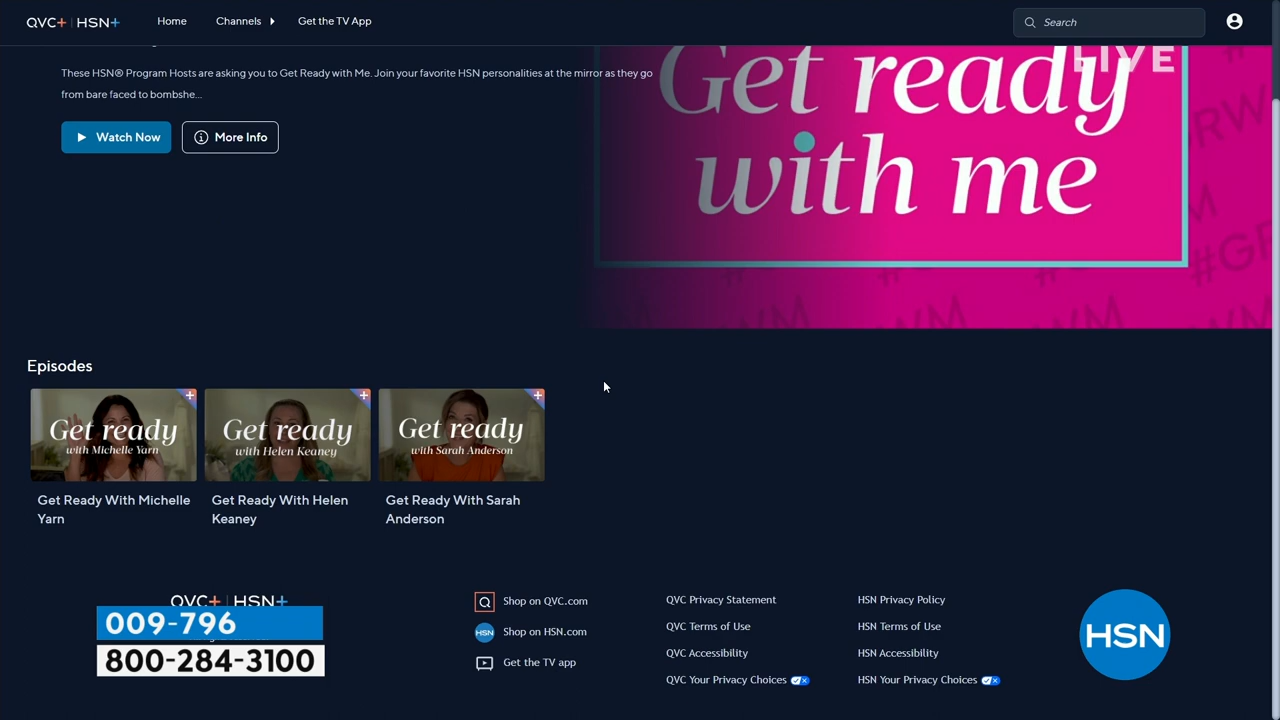 QVC+ | HSN+
Home
Channels
Get the TV App
Search
LIVE
These HSN® Program Hosts are asking you to Get Ready with Me. Join your favorite HSN personalities at the mirror as they go
from bare faced to bombshe...
Watch Now
More Info
Get ready
with me
Episodes
Get ready
with Michelle Yarn
Get ready
with Helen Keaney
Get ready
with Sarah Anderson
Get Ready With Michelle
Yarn
Get Ready With Helen
Keaney
Get Ready With Sarah
Anderson
QVC+ | HSN+
009-796
800-284-3100
Shop on QVC.com
HSN
Shop on HSN.com
Get the TV app
QVC Privacy Statement
QVC Terms of Use
QVC Accessibility
QVC Your Privacy Choices
HSN Privacy Policy
HSN Terms of Use
HSN Accessibility
HSN Your Privacy Choices
HSN